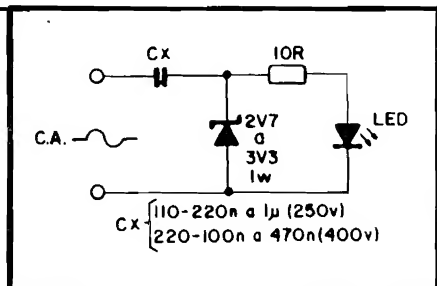 CX
10R
C.A.
2V7
a
3V3
1w
LED
CX
110-220n a 1µ (250v)
220-100n a 470n(400v)